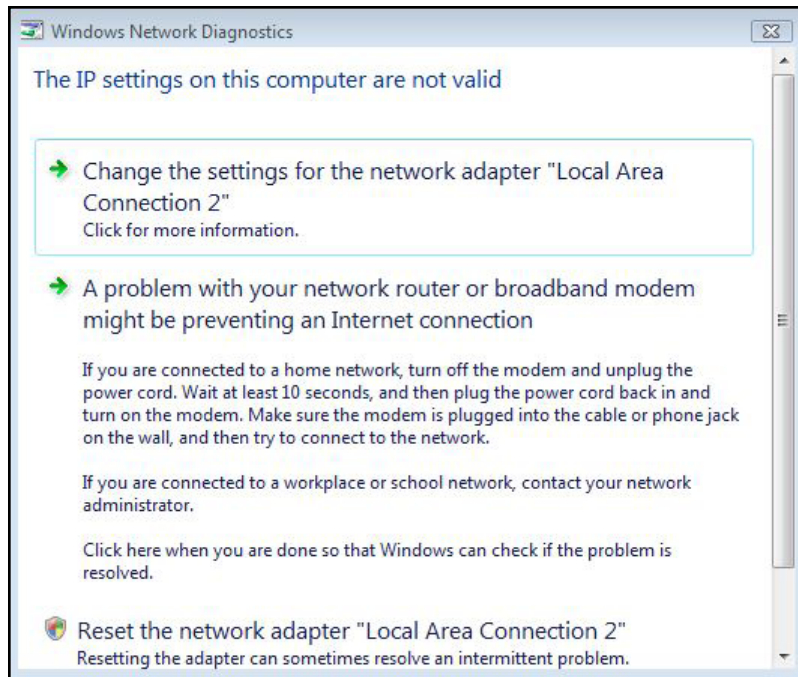 Windows Network Diagnostics
The IP settings on this computer are not valid
Change the settings for the network adapter "Local Area
Connection 2"
Click for more information.
A problem with your network router or broadband modem
might be preventing an Internet connection
If you are connected to a home network, turn off the modem and unplug the
power cord. Wait at least 10 seconds, and then plug the power cord back in and
turn on the modem. Make sure the modem is plugged into the cable or phone jack
on the wall, and then try to connect to the network.
If you are connected to a workplace or school network, contact your network
administrator.
Click here when you are done so that Windows can check if the problem is
resolved.
Reset the network adapter "Local Area Connection 2"
Resetting the adapter can sometimes resolve an intermittent problem.